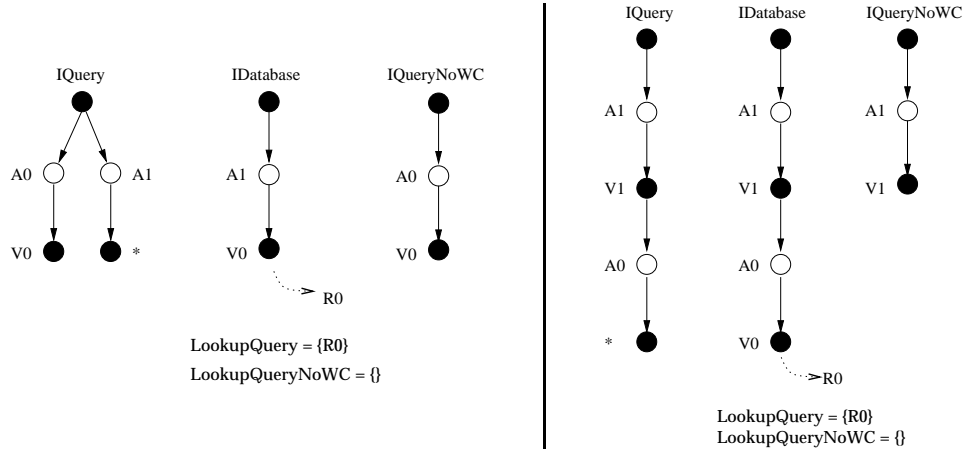 IQuery
IDatabase
IQueryNoWC
A0
A1
A1
A0
V0
*
V0
V0
R0
LookupQuery = {R0}
LookupQueryNoWC = {}
IQuery
IDatabase
IQueryNoWC
A1
A1
A1
V1
V1
V1
A0
A0
*
V0
R0
LookupQuery = {R0}
LookupQueryNoWC = {}